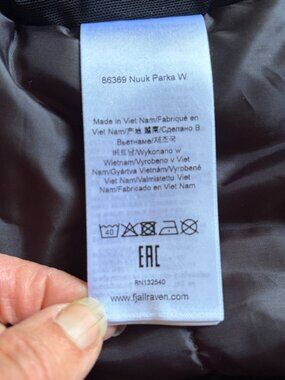 86369 Nuuk Parka W
Made in Viet Nam/Fabriqué en
Viet Nam/产地 越南/Сделано В
Вьетнаме/제조국
베트남/Wykonano w
Wietnam/Vyrobeno v Viet
Nam/Gyártva Vietnám/Vyrobené
Viet Nam/Valmistettu Viet
Nam/Fabricado en Viet Nam
40
EAC
RN132540
www.fjallraven.com